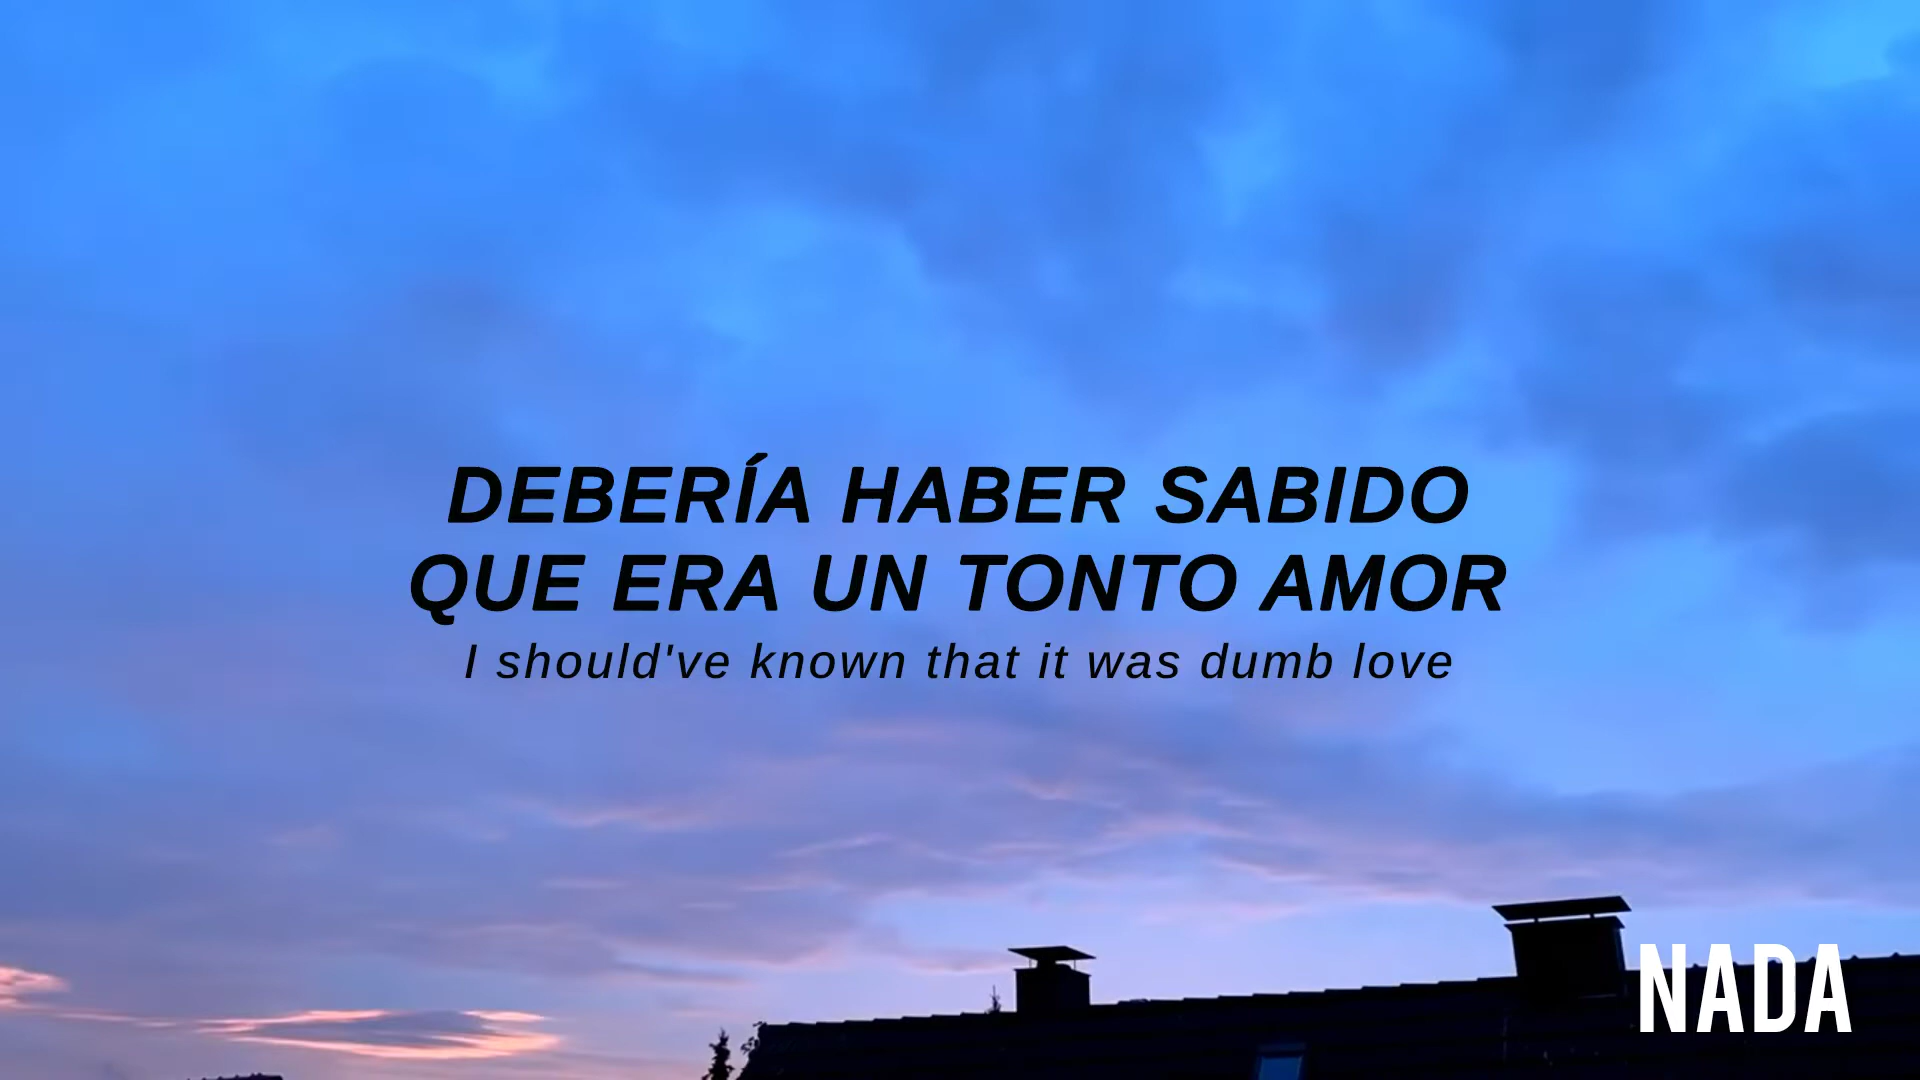 DEBERÍA HABER SABIDO
QUE ERA UN TONTO AMOR
I should've known that it was dumb love
NADA